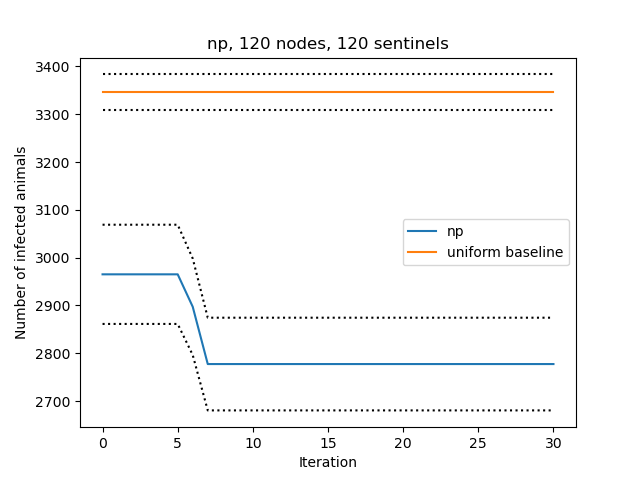 np, 120 nodes, 120 sentinels
3400
3300
3200
3100
3000
2900
2800
2700
Number of infected animals
np
uniform baseline
0 5 10 15 20 25 30
Iteration